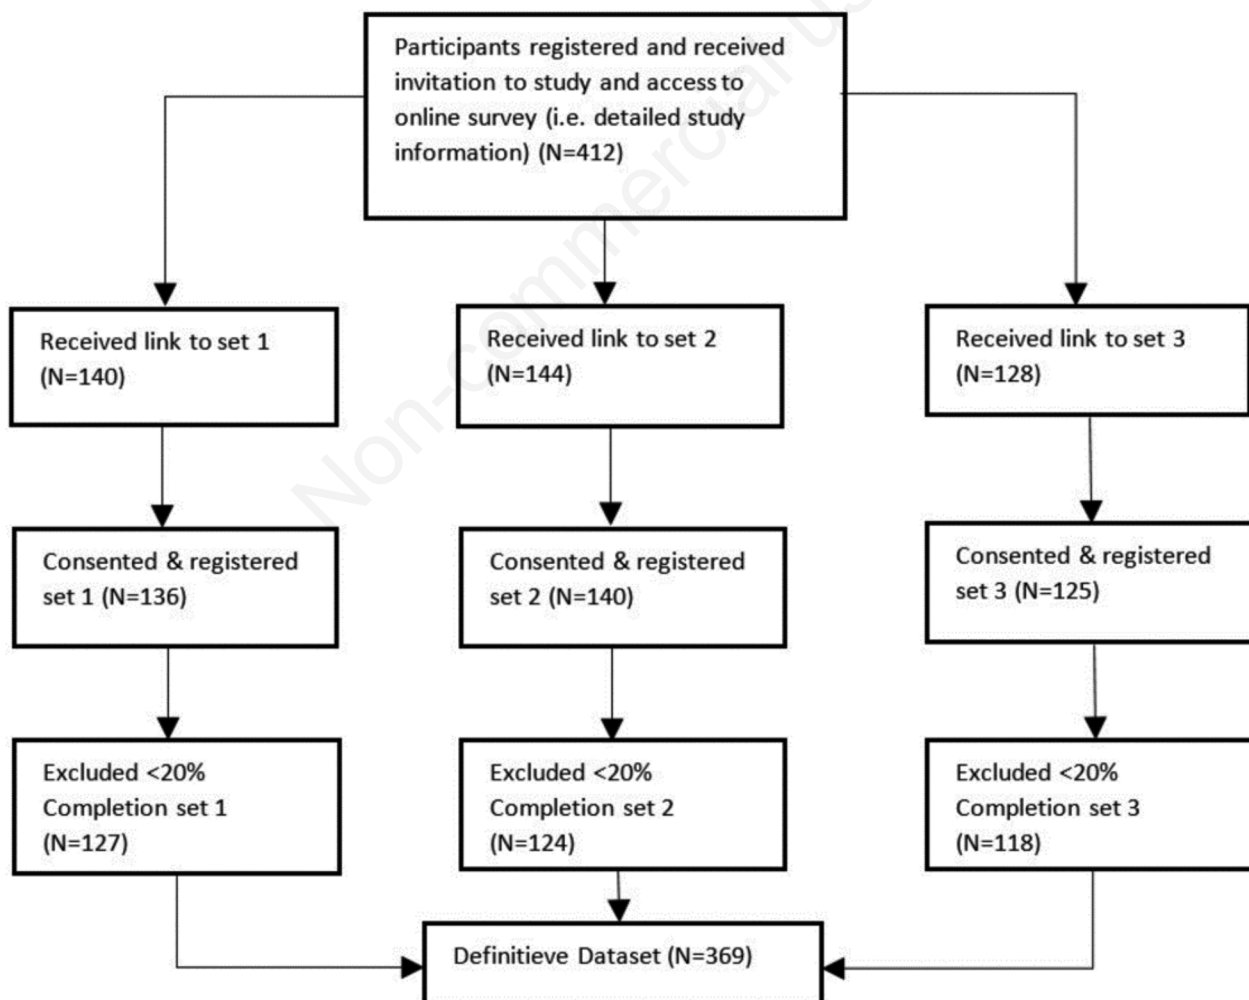 Participants registered and received
invitation to study and access to
online survey (i.e. detailed study
information) (N=412)
Received link to set 1
(N=140)
Received link to set 2
(N=144)
Received link to set 3
(N=128)
Consented & registered
set 1 (N=136)
Consented & registered
set 2 (N=140)
Consented & registered
set 3 (N=125)
Excluded <20%
Completion set 1
(N=127)
Excluded <20%
Completion set 2
(N=124)
Excluded <20%
Completion set 3
(N=118)
Definitieve Dataset (N=369)
Non-commercial